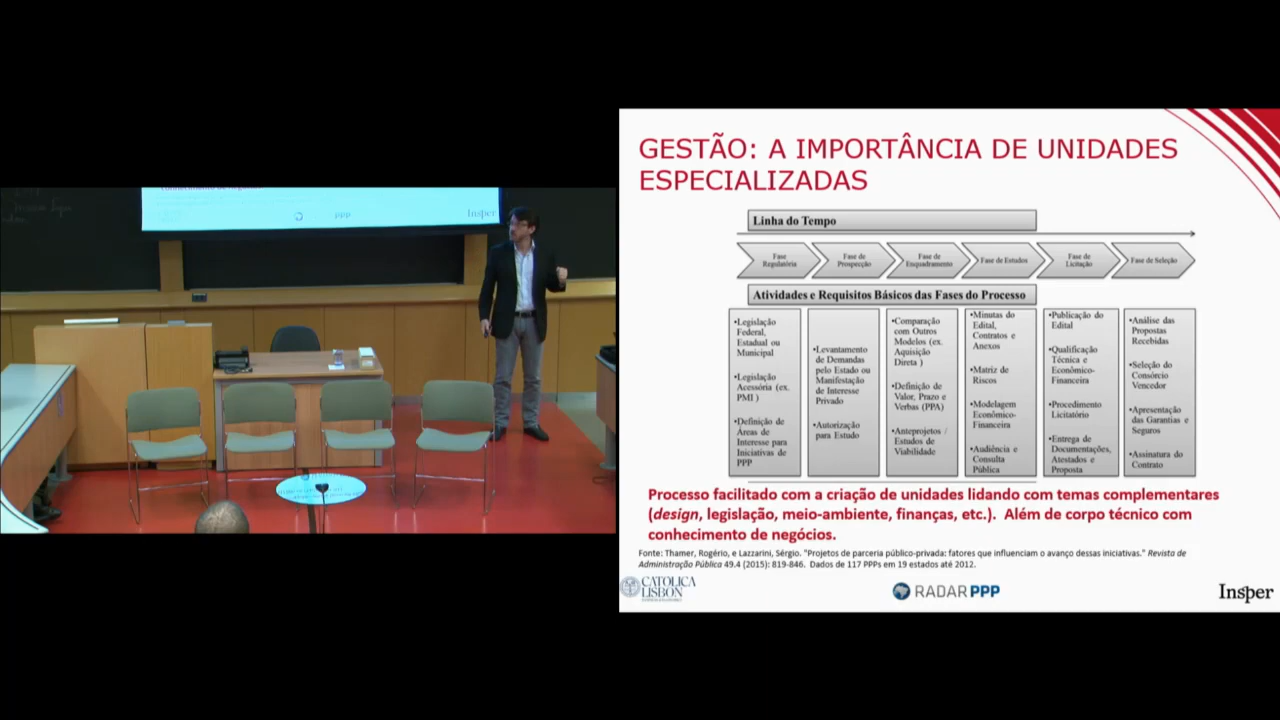 GESTÃO: A IMPORTÂNCIA DE UNIDADES
ESPECIALIZADAS
Linha do Tempo
Fase
Regulatória
Fase de
Prospecção
Fase de
Enquadramento
Fase de Estudos
Fase de
Licitação
Fase de Seleção
Atividades e Requisitos Básicos das Fases do Processo
•Legislação
Federal,
Estadual ou
Municipal
•Legislação
Acessória (ex.
PMI )
•Definição de
Áreas de
Interesse para
Iniciativas de
PPP
•Levantamento
de Demandas
pelo Estado ou
Manifestação
de Interesse
Privado
•Autorização
para Estudo
•Comparação
com Outros
Modelos (ex.
Aquisição
Direta )
•Definição de
Valor, Prazo e
Verbas (PPA)
•Anteprojetos /
Estudos de
Viabilidade
•Minutas do
Edital,
Contratos e
Anexos
•Matriz de
Riscos
•Modelagem
Econômico-
Financeira
•Audiência e
Consulta
Pública
•Publicação do
Edital
•Qualificação
Técnica e
Econômico-
Financeira
•Procedimento
Licitatório
•Entrega de
Documentações,
Atestados e
Proposta
•Análise das
Propostas
Recebidas
•Seleção do
Consórcio
Vencedor
•Apresentação
das Garantias e
Seguros
•Assinatura do
Contrato
Processo facilitado com a criação de unidades lidando com temas complementares
(design, legislação, meio-ambiente, finanças, etc.). Além de corpo técnico com
conhecimento de negócios.
Fonte: Thamer, Rogério, e Lazzarini, Sérgio. "Projetos de parceria público-privada: fatores que influenciam o avanço dessas iniciativas." Revista de
Administração Pública 49.4 (2015): 819-846. Dados de 117 PPPs em 19 estados até 2012.
CATÓLICA
LISBON
RADAR PPP
Insper
PPP
Insper